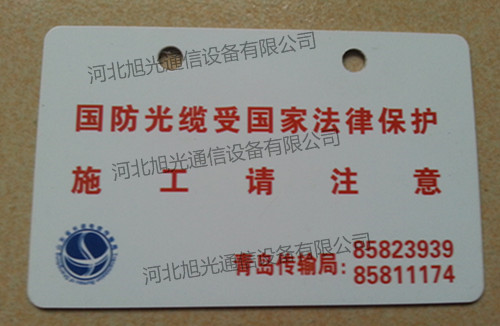 河北旭光通信设备有限公司
国防光缆受国家法律保护
河北旭光通信设备有限公司
施工请注意
青岛传输局:
85823939
85811174
河北旭光通信设备有限公司